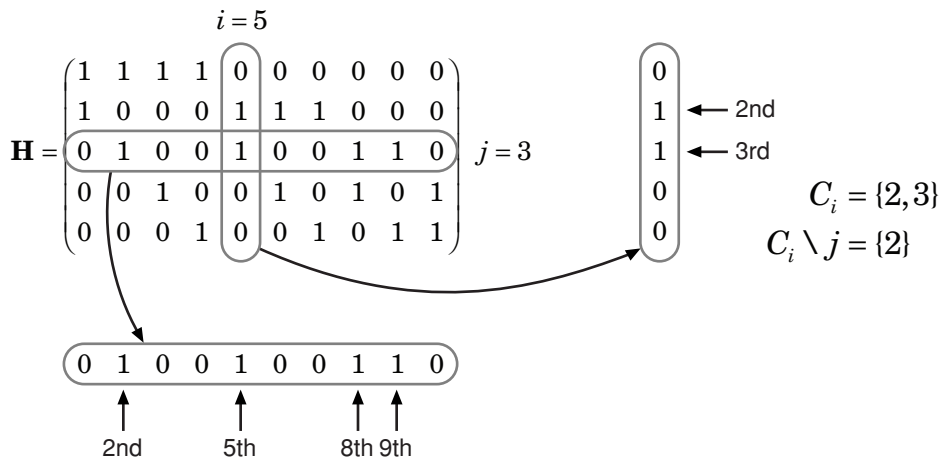 i = 5
1 1 1 1 0 0 0 0 0 0
1 0 0 0 1 1 1 0 0 0
H = 0 1 0 0 1 0 0 1 1 0 j = 3
0 0 1 0 0 1 0 1 0 1
0 0 0 1 0 0 1 0 1 1
0
1 2nd
1 3rd
0
0
C_i = {2,3}
C_i \ j = {2}
0 1 0 0 1 0 0 1 1 0
2nd 5th 8th 9th